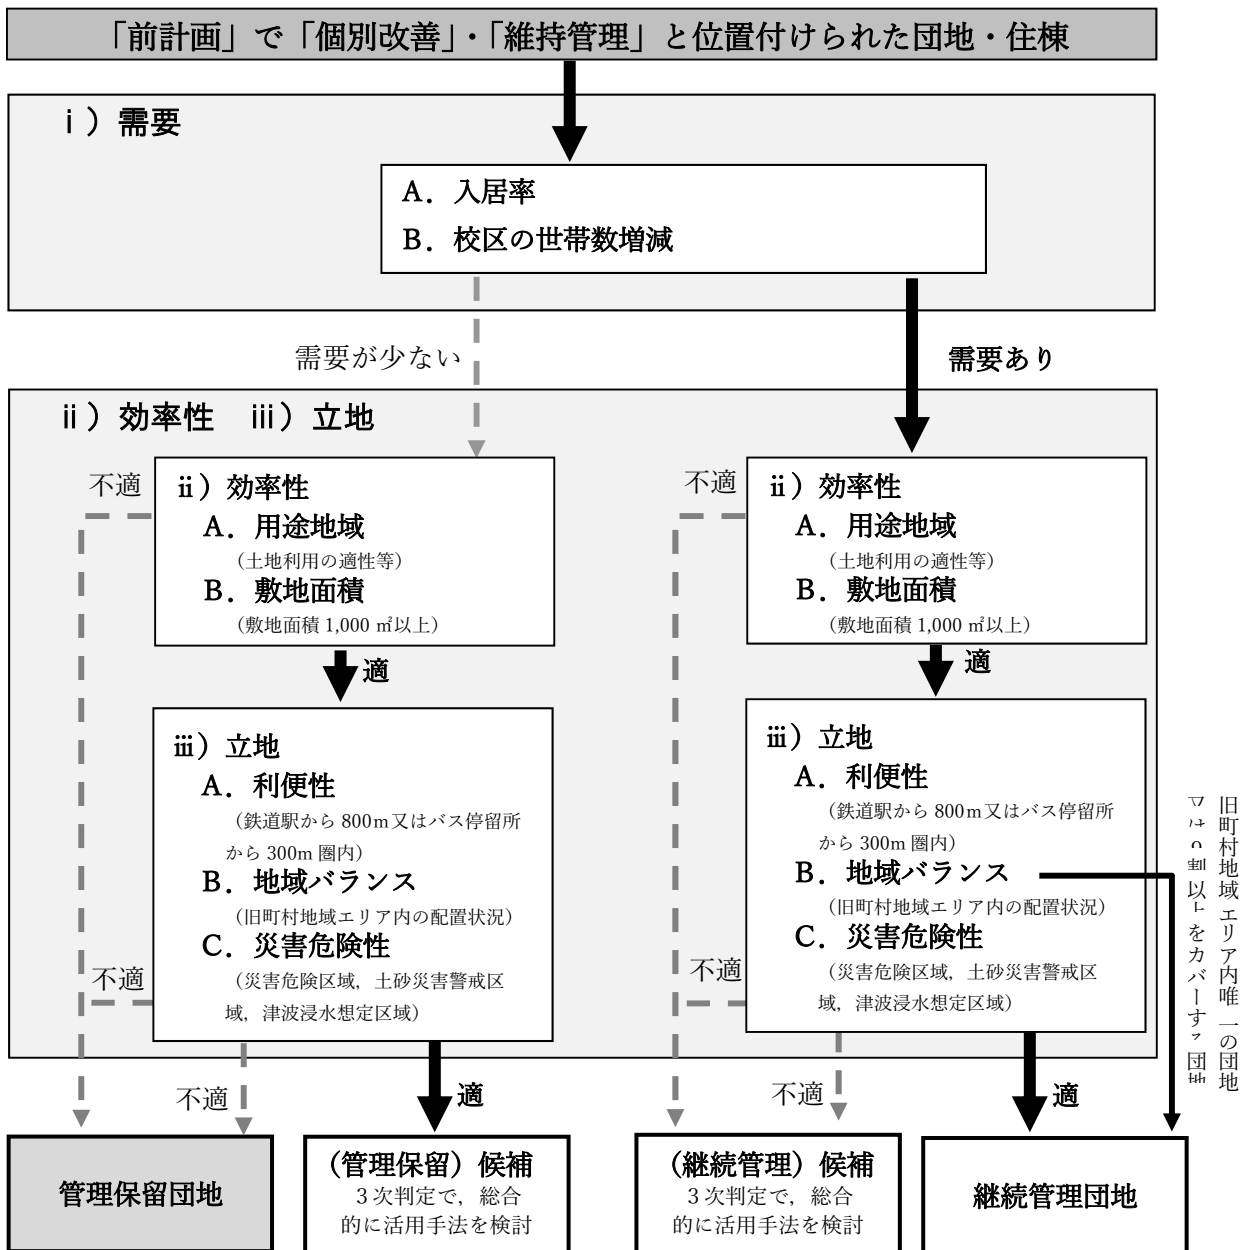 「前計画」で「個別改善」・「維持管理」と位置付けられた団地・住棟
ⅰ）需要
A．入居率
B．校区の世帯数増減
需要が少ない
需要あり
ⅱ）効率性　ⅲ）立地
不適
ⅱ）効率性
A．用途地域
（土地利用の適性等）
B．敷地面積
（敷地面積 1,000 ㎡以上）
適
ⅲ）立地
A．利便性
（鉄道駅から 800m又はバス停留所
から 300m 圏内）
B．地域バランス
（旧町村地域エリア内の配置状況）
C．災害危険性
（災害危険区域，土砂災害警戒区
域，津波浸水想定区域）
不適
不適
適
不適
ⅱ）効率性
A．用途地域
（土地利用の適性等）
B．敷地面積
（敷地面積 1,000 ㎡以上）
適
ⅲ）立地
A．利便性
（鉄道駅から 800m又はバス停留所
から 300m 圏内）
B．地域バランス
（旧町村地域エリア内の配置状況）
C．災害危険性
（災害危険区域，土砂災害警戒区
域，津波浸水想定区域）
不適
不適
適
旧町村地域エリア内唯一の団地
以上をカバーする団地
管理保留団地
（管理保留）候補
３次判定で，総合
的に活用手法を検討
（継続管理）候補
３次判定で，総合
的に活用手法を検討
継続管理団地